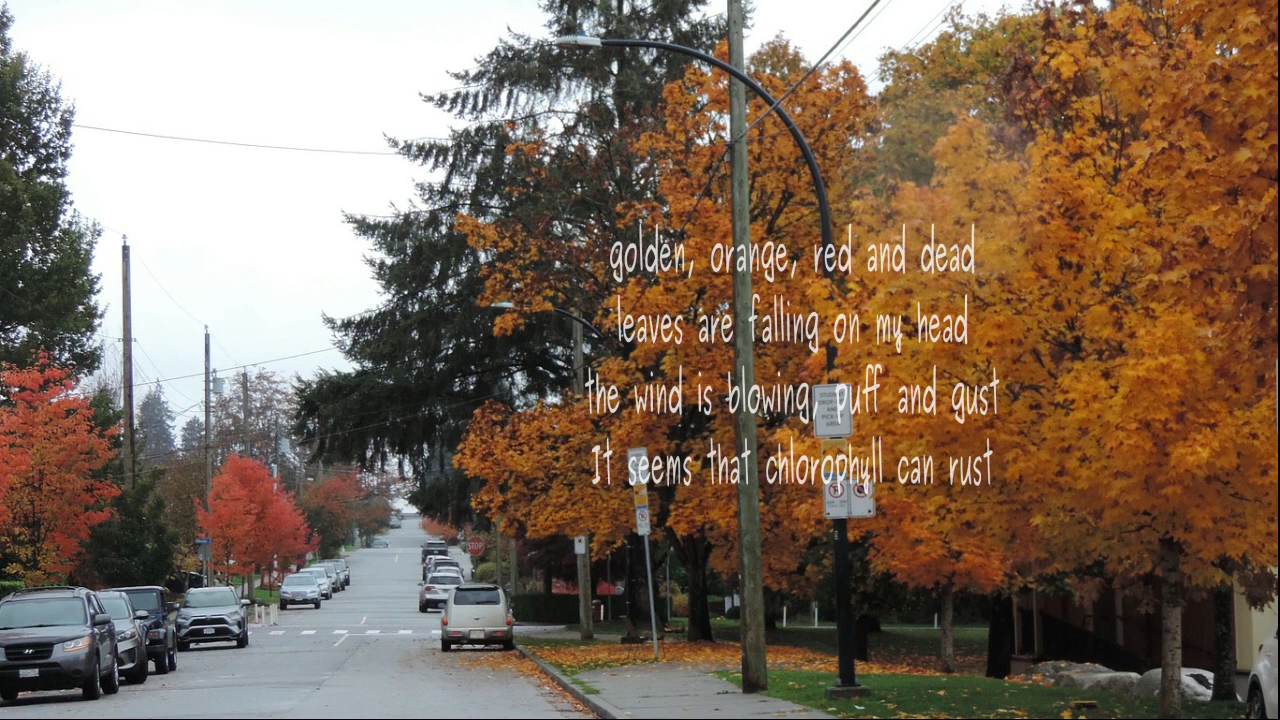 golden, orange, red and dead
leaves are falling on my head
the wind is blowing, puff and gust
It seems that chlorophyll can rust